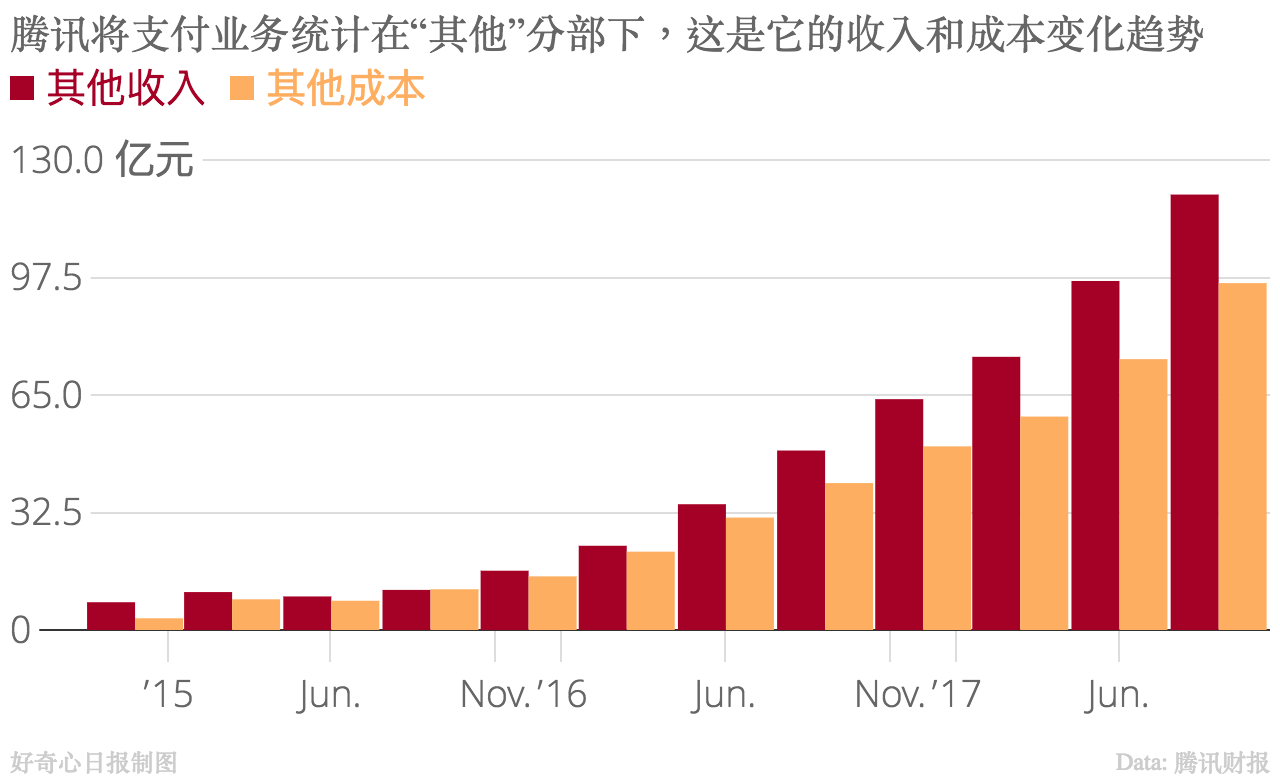 腾讯将支付业务统计在“其他”分部下，这是它的收入和成本变化趋势
其他收入 其他成本
130.0 亿元
97.5
65.0
32.5
0
’15 Jun. Nov. ’16 Jun. Nov. ’17 Jun.
好奇心日报制图 Data: 腾讯财报